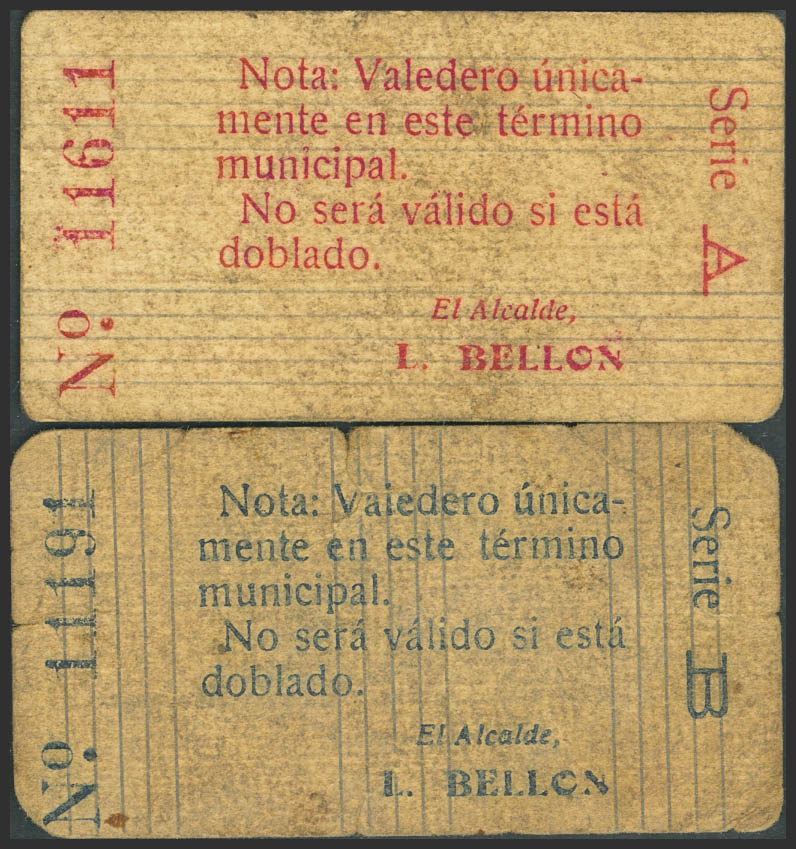 No. 11611
Nota: Valedero única-
mente en este término
municipal.
No será válido si está
doblado.
El Alcalde,
L. BELLON
Serie A
No. 11191
Nota: Valedero única-
mente en este término
municipal.
No será válido si está
doblado.
El Alcalde,
L. BELLON
Serie B